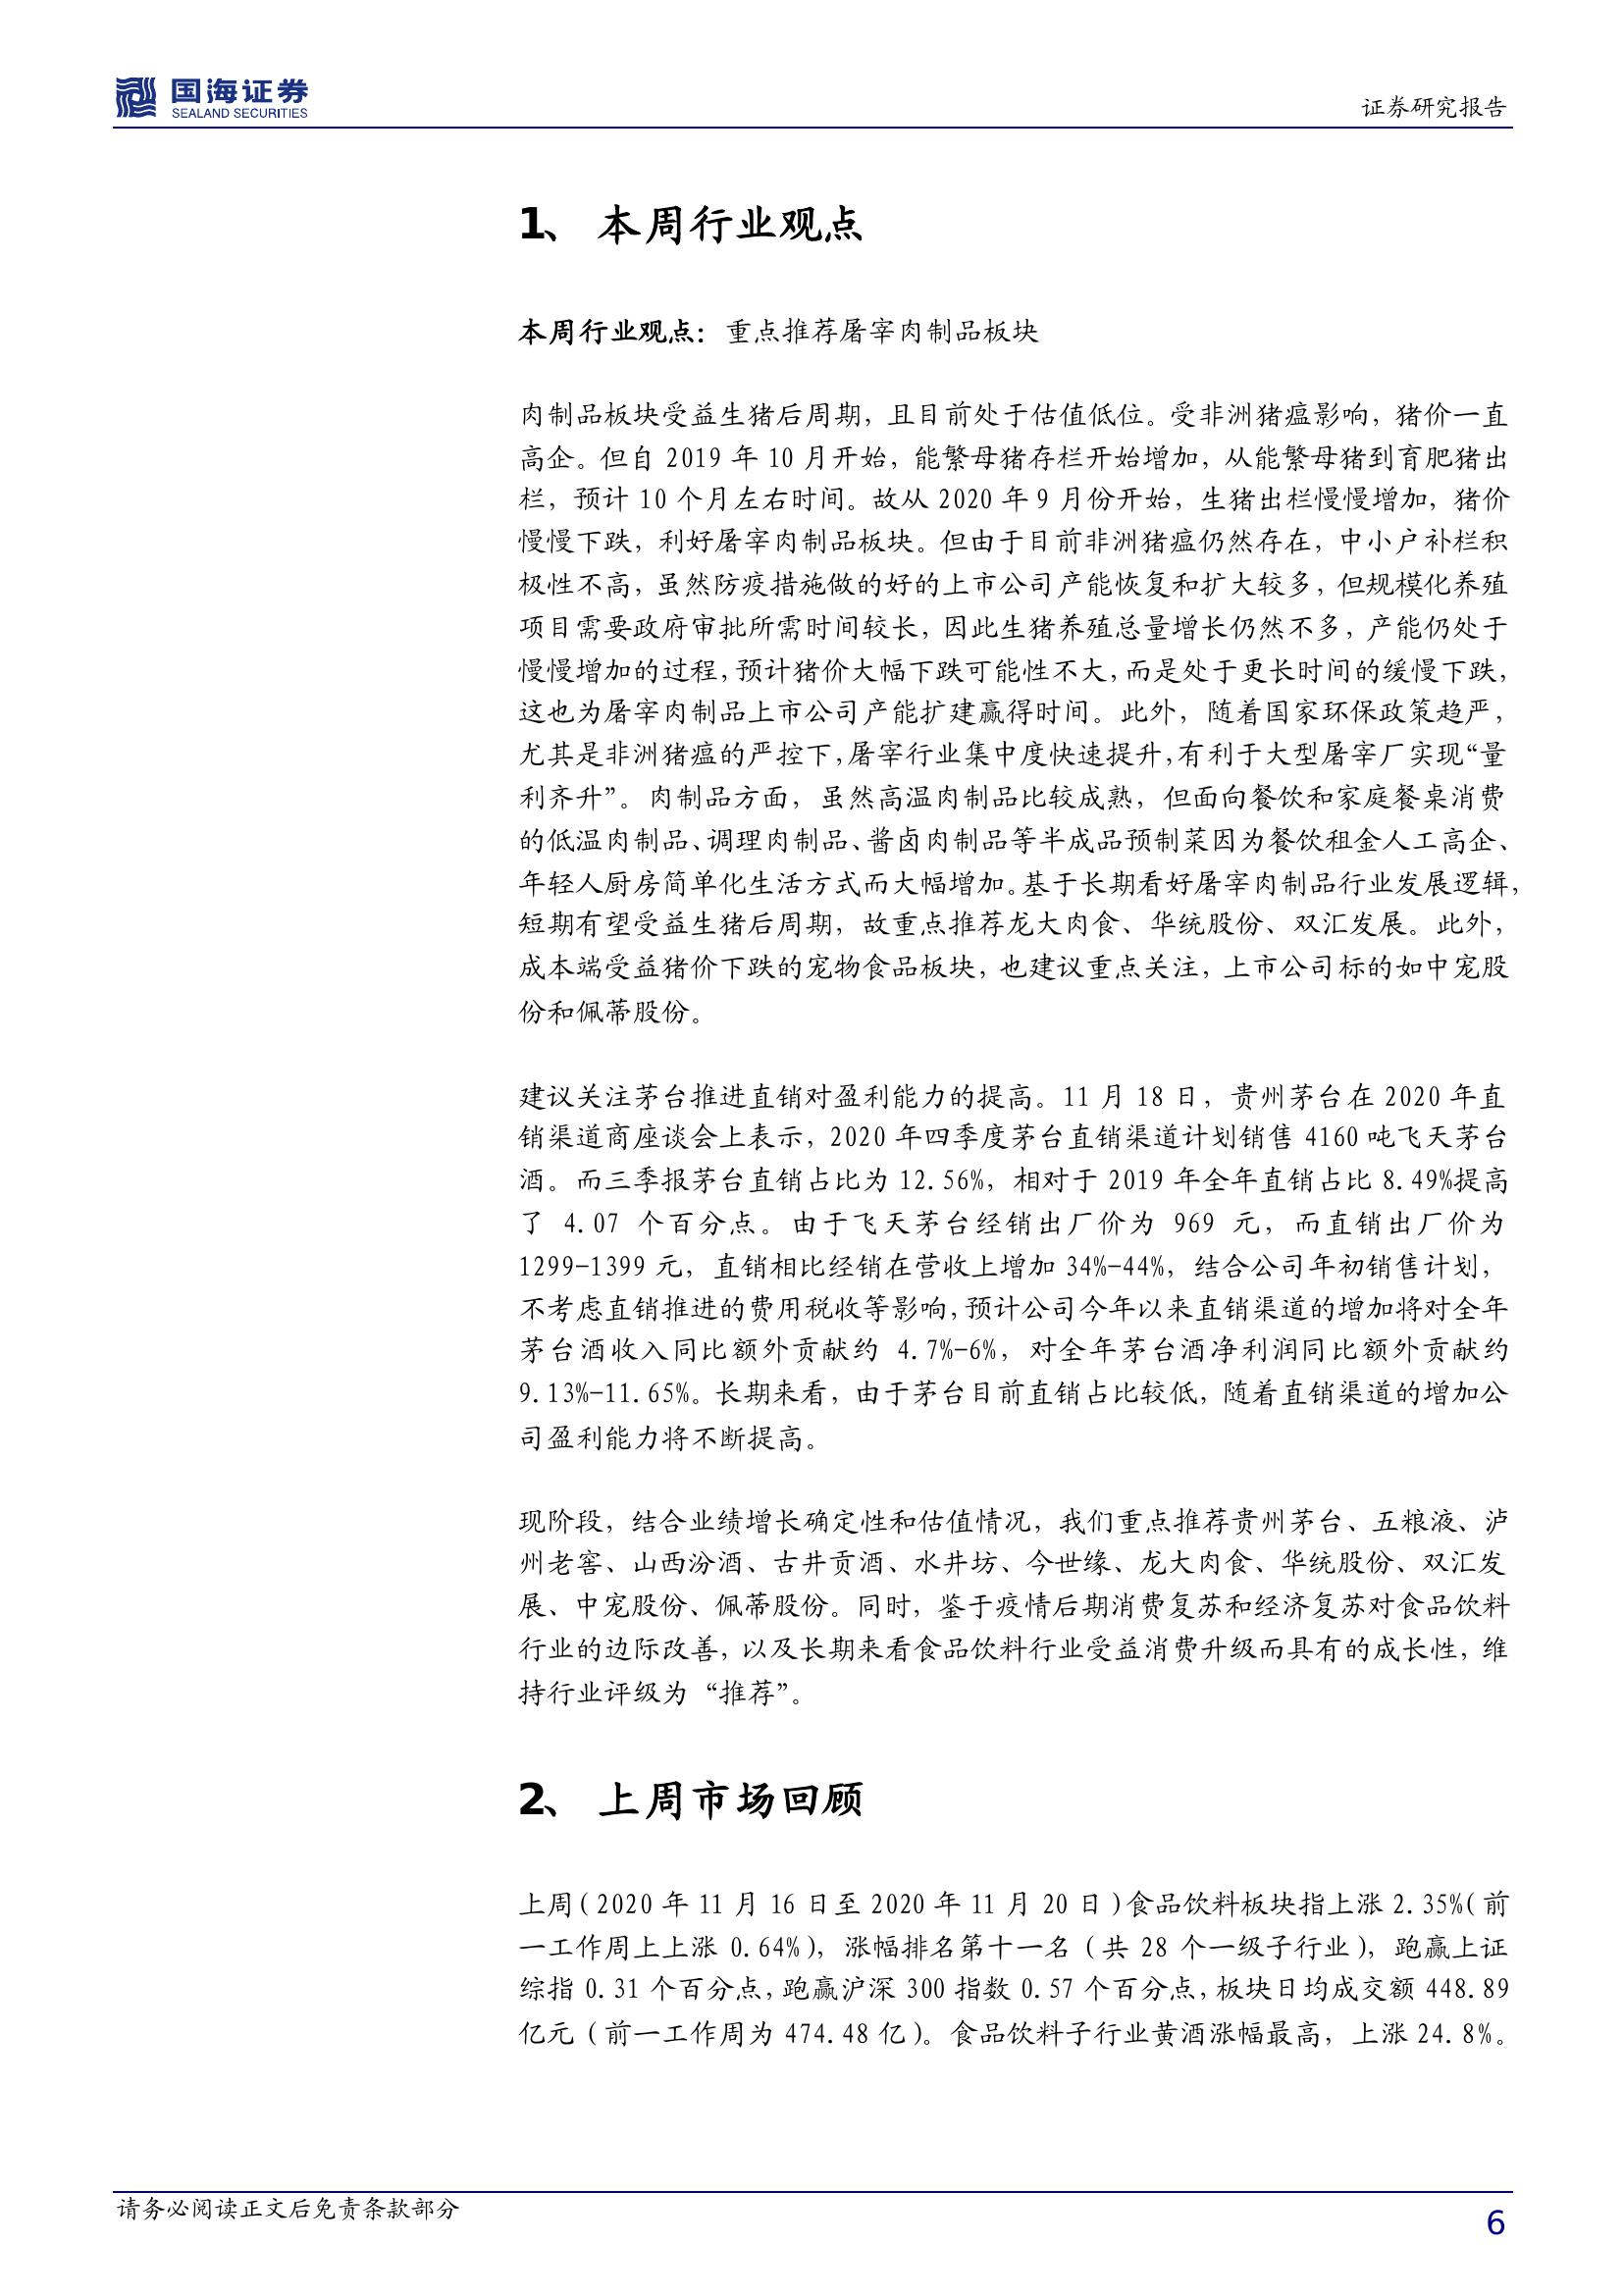 国海证券
SEALAND SECURITIES
证券研究报告
1、 本周行业观点
本周行业观点：重点推荐屠宰肉制品板块
肉制品板块受益生猪后周期，且目前处于估值低位。受非洲猪瘟影响，猪价一直
高企。但自 2019 年 10 月开始，能繁母猪存栏开始增加，从能繁母猪到育肥猪出
栏，预计 10 个月左右时间。故从 2020 年 9 月份开始，生猪出栏慢慢增加，猪价
慢慢下跌，利好屠宰肉制品板块。但由于目前非洲猪瘟仍然存在，中小户补栏积
极性不高，虽然防疫措施做的好的上市公司产能恢复和扩大较多，但规模化养殖
项目需要政府审批所需时间较长，因此生猪养殖总量增长仍然不多，产能仍处于
慢慢增加的过程，预计猪价大幅下跌可能性不大，而是处于更长时间的缓慢下跌，
这也为屠宰肉制品上市公司产能扩建赢得时间。此外，随着国家环保政策趋严，
尤其是非洲猪瘟的严控下，屠宰行业集中度快速提升，有利于大型屠宰厂实现“量
利齐升”。肉制品方面，虽然高温肉制品比较成熟，但面向餐饮和家庭餐桌消费
的低温肉制品、调理肉制品、酱卤肉制品等半成品预制菜因为餐饮租金人工高企、
年轻人厨房简单化生活方式而大幅增加。基于长期看好屠宰肉制品行业发展逻辑，
短期有望受益生猪后周期，故重点推荐龙大肉食、华统股份、双汇发展。此外，
成本端受益猪价下跌的宠物食品板块，也建议重点关注，上市公司标的如中宠股
份和佩蒂股份。
建议关注茅台推进直销对盈利能力的提高。11 月 18 日，贵州茅台在 2020 年直
销渠道商座谈会上表示，2020 年四季度茅台直销渠道计划销售 4160 吨飞天茅台
酒。而三季报茅台直销占比为 12.56%，相对于 2019 年全年直销占比 8.49%提高
了 4.07 个百分点。由于飞天茅台经销出厂价为 969 元，而直销出厂价为
1299-1399 元，直销相比经销在营收上增加 34%-44%，结合公司年初销售计划，
不考虑直销推进的费用税收等影响，预计公司今年以来直销渠道的增加将对全年
茅台酒收入同比额外贡献约 4.7%-6%，对全年茅台酒净利润同比额外贡献约
9.13%-11.65%。长期来看，由于茅台目前直销占比较低，随着直销渠道的增加公
司盈利能力将不断提高。
现阶段，结合业绩增长确定性和估值情况，我们重点推荐贵州茅台、五粮液、泸
州老窖、山西汾酒、古井贡酒、水井坊、今世缘、龙大肉食、华统股份、双汇发
展、中宠股份、佩蒂股份。同时，鉴于疫情后期消费复苏和经济复苏对食品饮料
行业的边际改善，以及长期来看食品饮料行业受益消费升级而具有的成长性，维
持行业评级为“推荐”。
2、 上周市场回顾
上周（2020 年 11 月 16 日至 2020 年 11 月 20 日）食品饮料板块指上涨 2.35%（前
一工作周上上涨 0.64%），涨幅排名第十一名（共 28 个一级子行业），跑赢上证
综指 0.31 个百分点，跑赢沪深 300 指数 0.57 个百分点，板块日均成交额 448.89
亿元（前一工作周为 474.48 亿）。食品饮料子行业黄酒涨幅最高，上涨 24.8%。
请务必阅读正文后免责条款部分
6